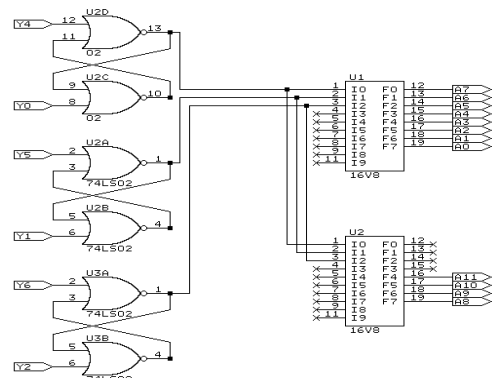 U2D
Y4 12 13
11
02
U2C
9
Y0 8 10
02
U2A
Y5 2 1
3
74LS02
U2B
5
Y1 6 4
74LS02
U3A
Y6 2 1
3
74LS02
U3B
5
Y2 6 4
74LS02
U1
1 I0 F0 12 A7
2 I1 F1 13 A6
3 I2 F2 14 A5
4 I3 F3 15 A4
5 I4 F4 16 A3
6 I5 F5 17 A2
7 I6 F6 18 A1
8 I7 F7 19 A0
9 I8
11 I9
16V8
U2
1 I0 F0 12
2 I1 F1 13
3 I2 F2 14
4 I3 F3 15
5 I4 F4 16 A11
6 I5 F5 17 A10
7 I6 F6 18 A9
8 I7 F7 19 A8
9 I8
11 I9
16V8